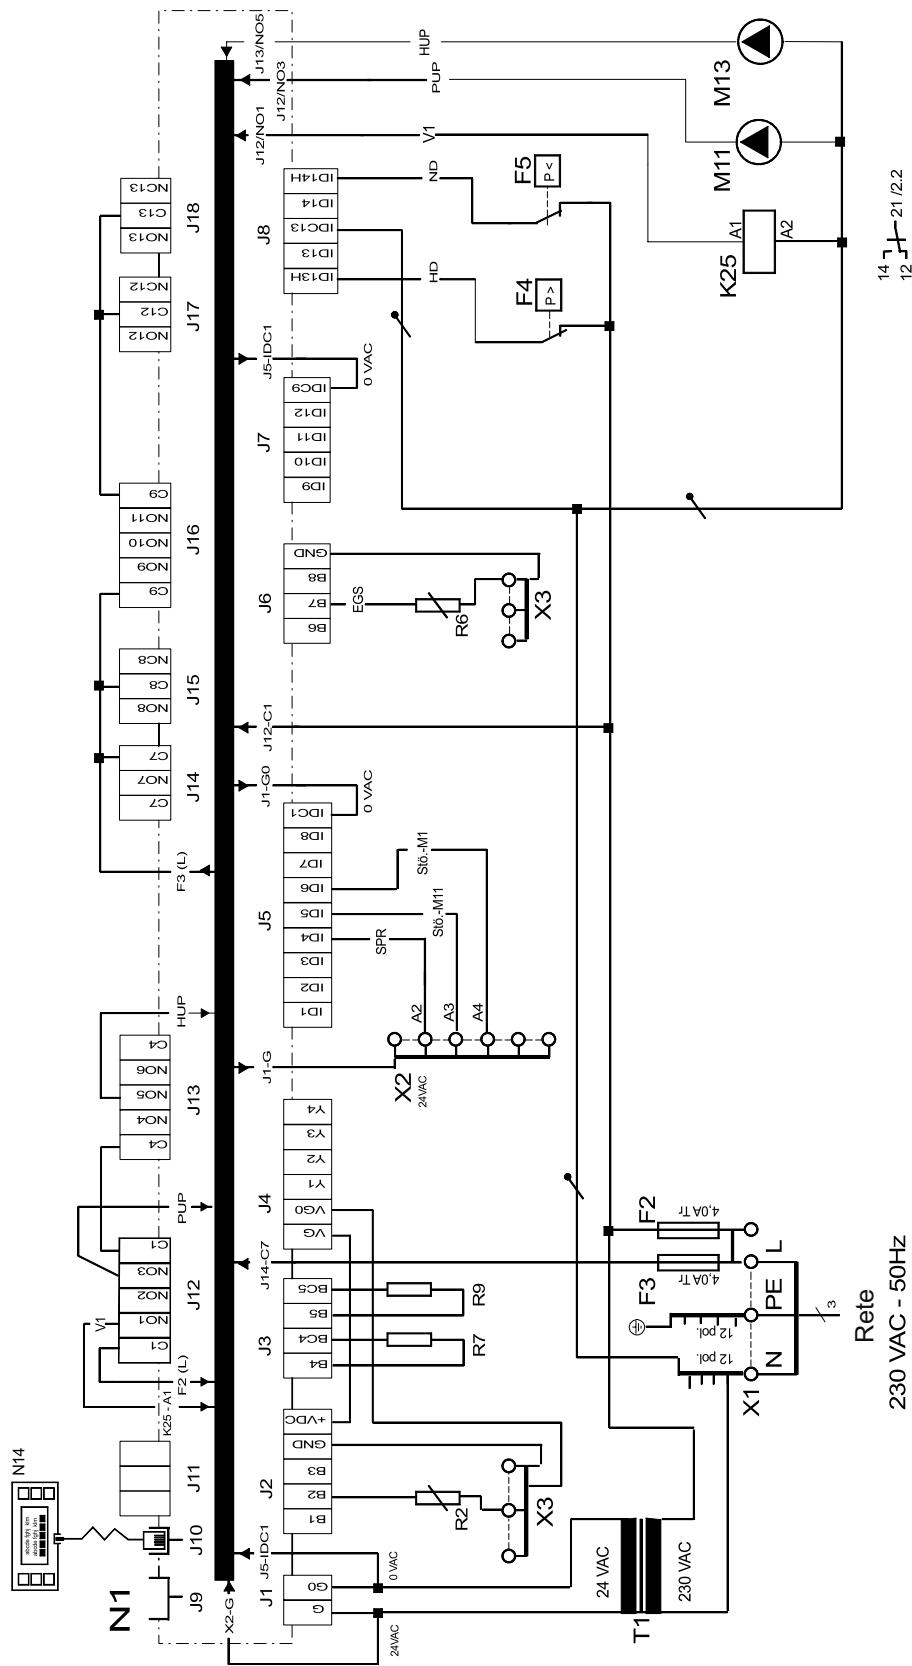 N14
abcde fghj klm
abcde fghj klm
N1
J9
J10
J11
J12
C1
NO1
NO2
NO3
C1
J13
C4
NO4
NO5
NO6
C4
J14
C7
NO7
C7
J15
NO8
C8
NC8
J16
C9
NO9
NO10
NO11
C9
J17
NO12
C12
NC12
J18
NO13
C13
NC13
K25 - A1
F2 (L)
V1
PUP
HUP
F3 (L)
X2-G
J5-IDC1
J14-C7
J1-G
J1-G0
J12-C1
J5-IDC1
J12/NO1
J12/NO3
J13/NO5
J1
G
G0
J2
B1
B2
B3
GND
+VDC
J3
B4
BC4
B5
BC5
J4
VG
VG0
Y1
Y2
Y3
Y4
J5
ID1
ID2
ID3
ID4
ID5
ID6
ID7
ID8
IDC1
J6
B6
B7
B8
GND
J7
ID9
ID10
ID11
ID12
IDC9
J8
ID13H
ID13
IDC13
ID14
ID14H
24VAC
0 VAC
R2
X3
R7
R9
X2
24VAC
A2
A3
A4
SPR
Stö.-M11
Stö.-M1
0 VAC
EGS
R6
X3
0 VAC
HD
ND
V1
PUP
HUP
F4
P >
F5
P <
T1
24 VAC
230 VAC
X1
N
PE
L
12 pol.
12 pol.
F3
4,0A Tr
F2
4,0A Tr
3
Rete
230 VAC - 50Hz
K25
A1
A2
M11
M13
14
12
21 /2.2